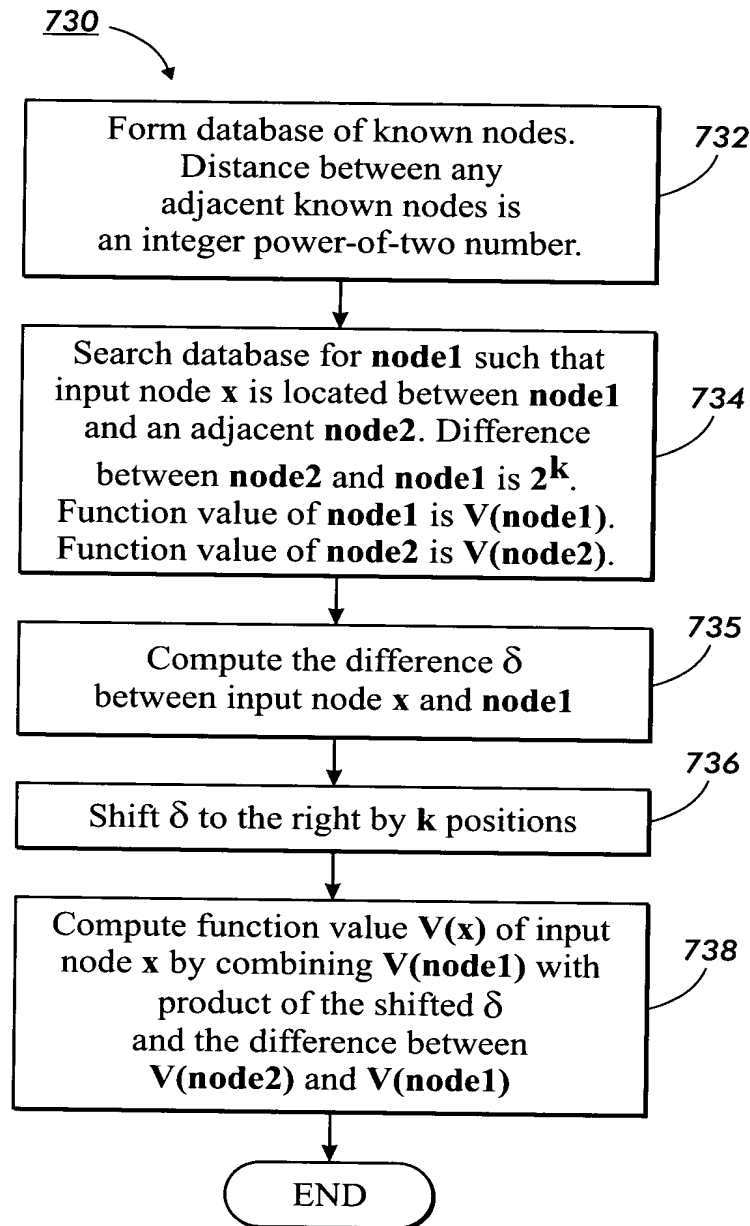 730
Form database of known nodes.
Distance between any
adjacent known nodes is
an integer power-of-two number.
732
Search database for node1 such that
input node x is located between node1
and an adjacent node2. Difference
between node2 and node1 is 2^k.
Function value of node1 is V(node1).
Function value of node2 is V(node2).
734
Compute the difference δ
between input node x and node1
735
Shift δ to the right by k positions
736
Compute function value V(x) of input
node x by combining V(node1) with
product of the shifted δ
and the difference between
V(node2) and V(node1)
738
END